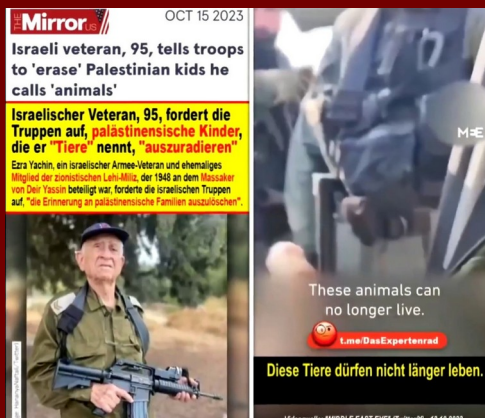 THE Mirror US
OCT 15 2023
Israeli veteran, 95, tells troops
to 'erase' Palestinian kids he
calls 'animals'
Israelischer Veteran, 95, fordert die
Truppen auf, palästinensische Kinder,
die er "Tiere" nennt, "auszuradieren"
Ezra Yachin, ein israelischer Armee-Veteran und ehemaliges
Mitglied der zionistischen Lehi-Miliz, der 1948 an dem Massaker
von Deir Yassin beteiligt war, forderte die israelischen Truppen
auf, "die Erinnerung an palästinensische Familien auszulöschen".
These animals can
no longer live.
t.me/DasExpertenrad
Diese Tiere dürfen nicht länger leben.